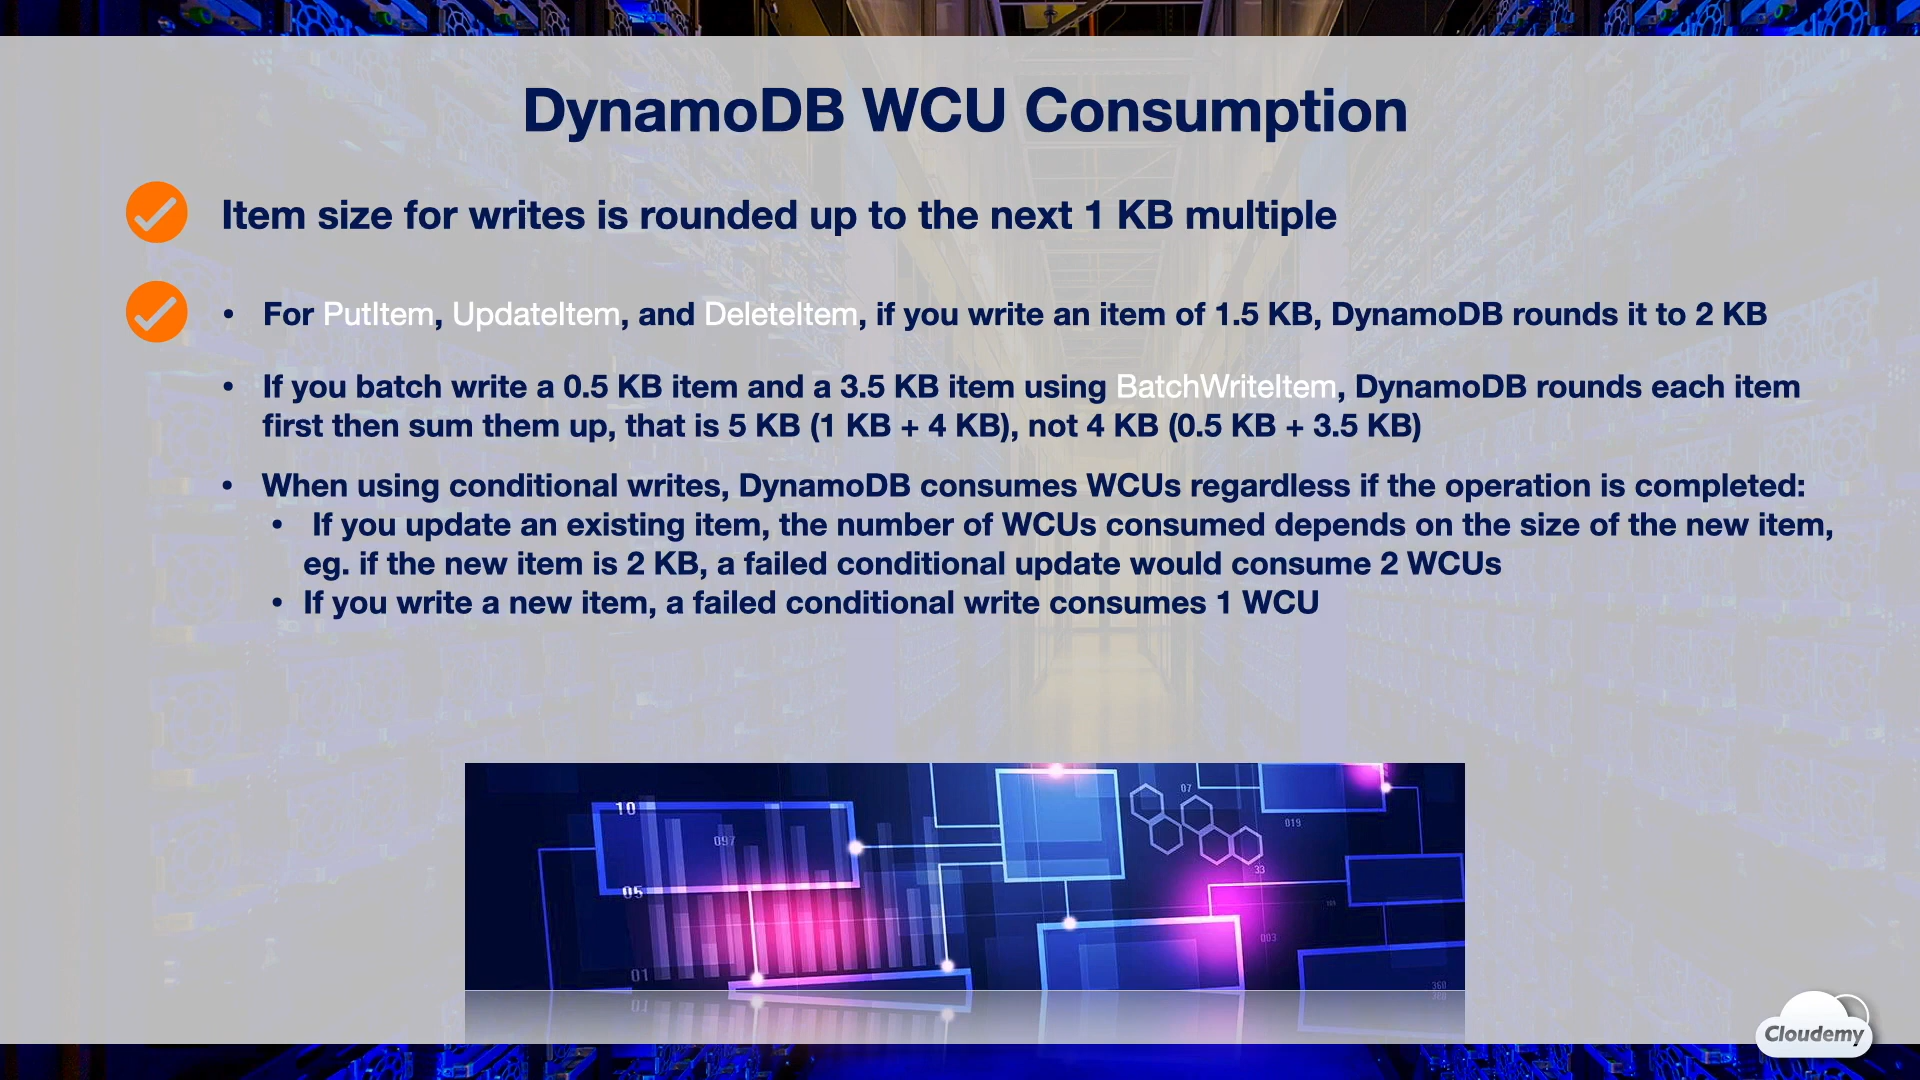 DynamoDB WCU Consumption
Item size for writes is rounded up to the next 1 KB multiple
• For PutItem, UpdateItem, and DeleteItem, if you write an item of 1.5 KB, DynamoDB rounds it to 2 KB
• If you batch write a 0.5 KB item and a 3.5 KB item using BatchWriteItem, DynamoDB rounds each item
first then sum them up, that is 5 KB (1 KB + 4 KB), not 4 KB (0.5 KB + 3.5 KB)
• When using conditional writes, DynamoDB consumes WCUs regardless if the operation is completed:
• If you update an existing item, the number of WCUs consumed depends on the size of the new item,
eg. if the new item is 2 KB, a failed conditional update would consume 2 WCUs
• If you write a new item, a failed conditional write consumes 1 WCU
10
07
097
019
33
05
003
01
360
Cloudemy